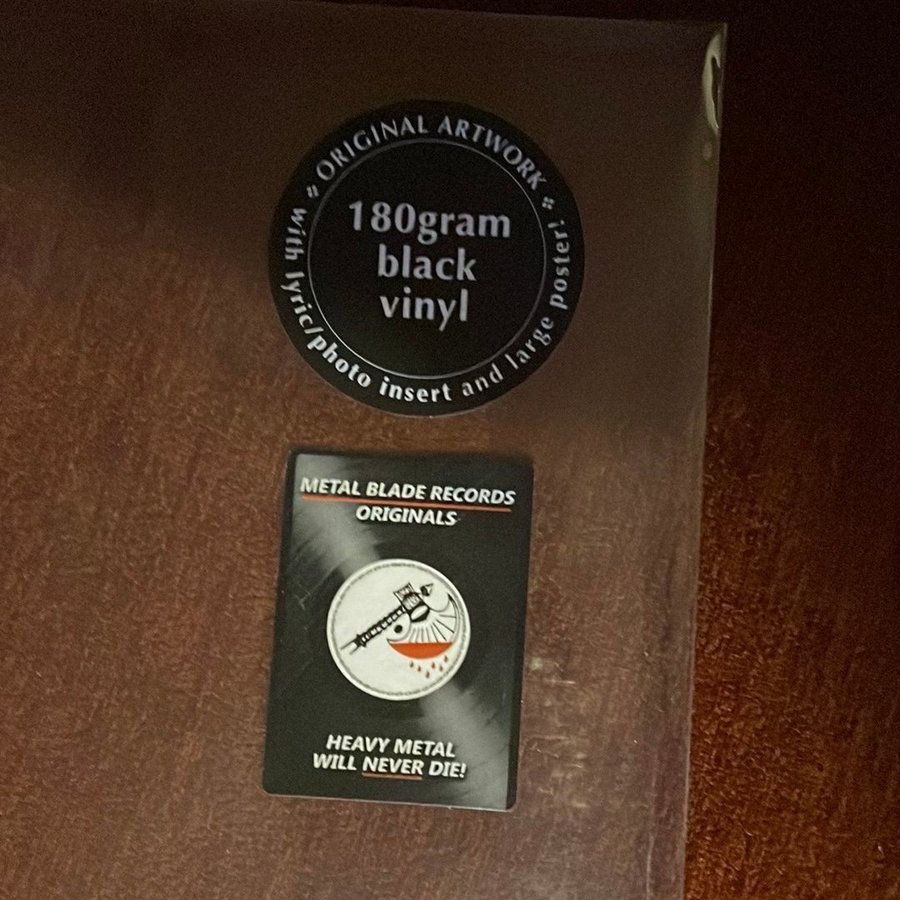 ORIGINAL ARTWORK
180gram
black
vinyl
with lyric/photo insert and large poster!
METAL BLADE RECORDS
ORIGINALS
HEAVY METAL
WILL NEVER DIE!